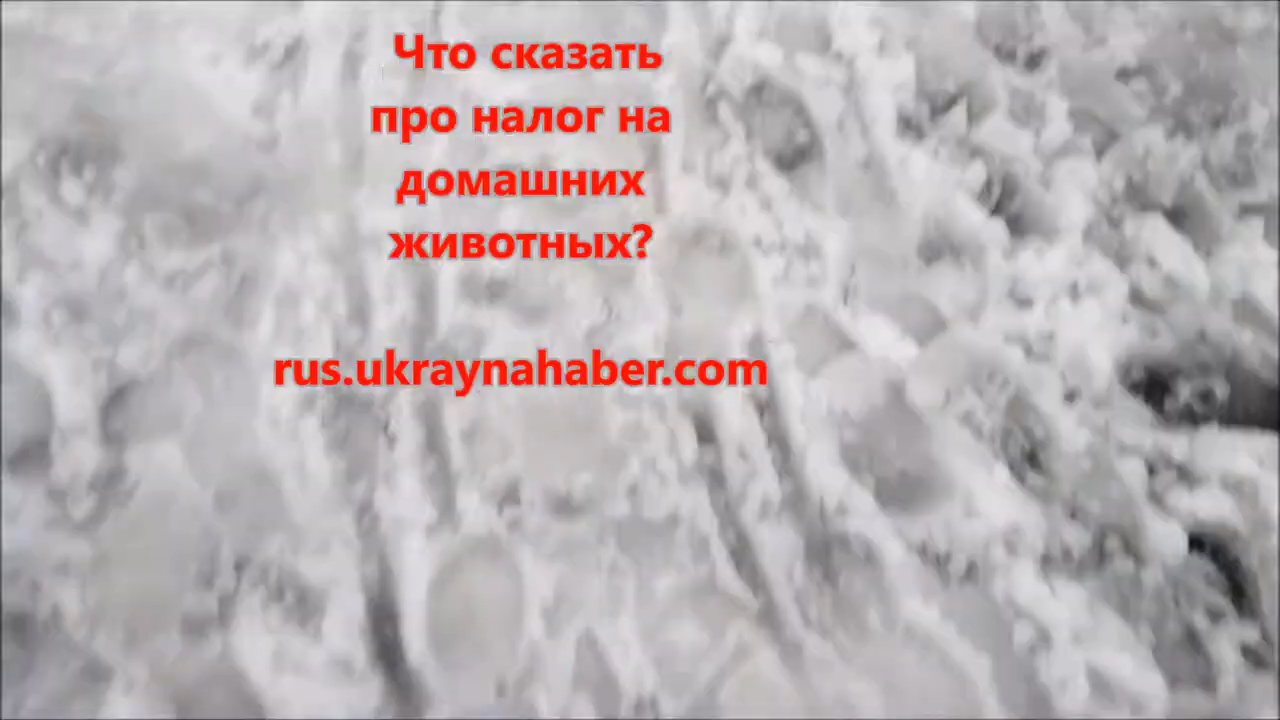 Что сказать
про налог на
домашних
животных?
rus.ukraynahaber.com